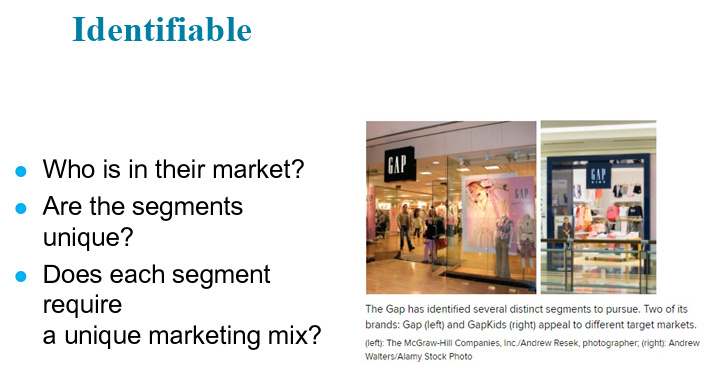 Identifiable
Who is in their market?
Are the segments
unique?
Does each segment
require
a unique marketing mix?
GAP
GAP
GAP
The Gap has identified several distinct segments to pursue. Two of its
brands: Gap (left) and GapKids (right) appeal to different target markets.
(left): The McGraw-Hill Companies, Inc./Andrew Resek, photographer; (right): Andrew
Walters/Alamy Stock Photo